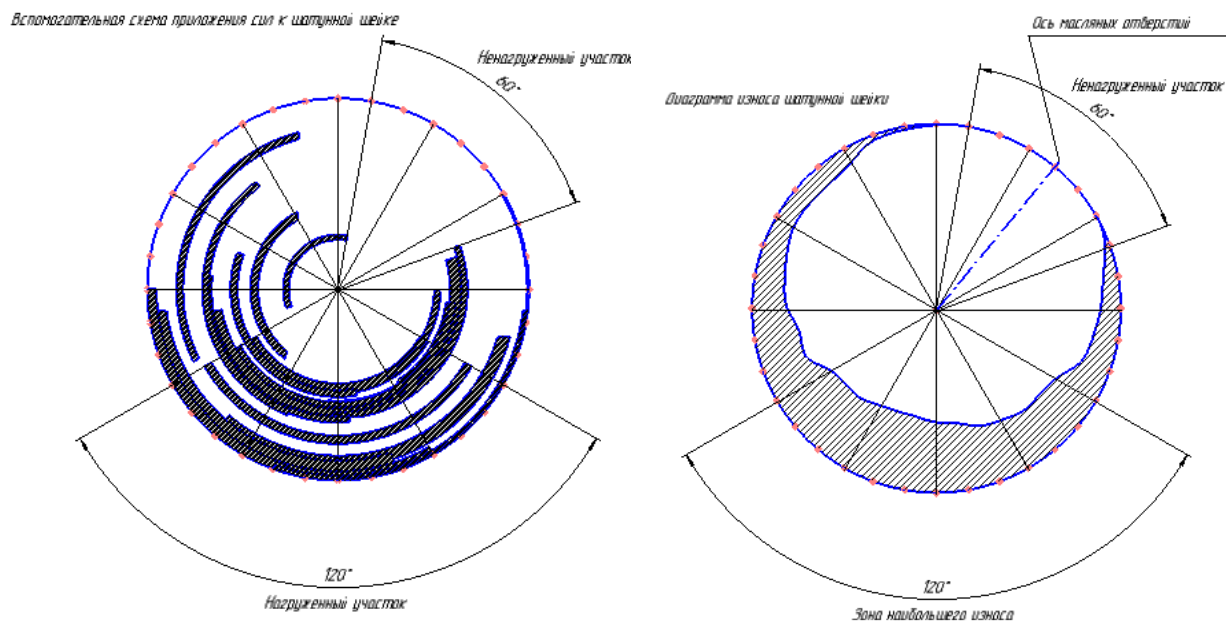 Вспомогательная схема приложения сил к шатунной шейке
Ненагруженный участок
60°
120°
Нагруженный участок
Ось масляных отверстий
Диаграмма износа шатунной шейки
Ненагруженный участок
60°
120°
Зона наибольшего износа